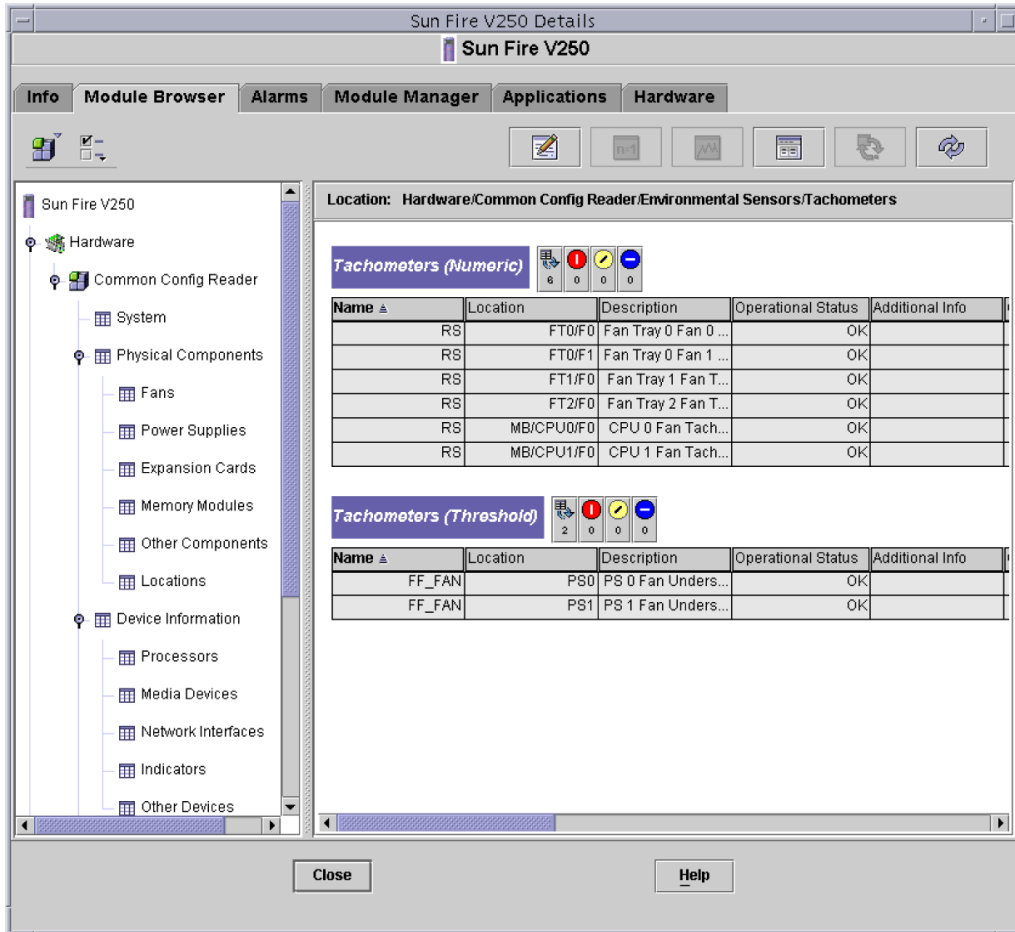 Sun Fire V250 Details
Sun Fire V250
Info Module Browser Alarms Module Manager Applications Hardware
n=1
Sun Fire V250
Hardware
Common Config Reader
System
Physical Components
Fans
Power Supplies
Expansion Cards
Memory Modules
Other Components
Locations
Device Information
Processors
Media Devices
Network Interfaces
Indicators
Other Devices
Location: Hardware/Common Config Reader/Environmental Sensors/Tachometers
Tachometers (Numeric) 6 0 0 0
Name Location Description Operational Status Additional Info
RS FT0/F0 Fan Tray 0 Fan 0 ... OK
RS FT0/F1 Fan Tray 0 Fan 1 ... OK
RS FT1/F0 Fan Tray 1 Fan T... OK
RS FT2/F0 Fan Tray 2 Fan T... OK
RS MB/CPU0/F0 CPU 0 Fan Tach... OK
RS MB/CPU1/F0 CPU 1 Fan Tach... OK
Tachometers (Threshold) 2 0 0 0
Name Location Description Operational Status Additional Info
FF_FAN PS0 PS 0 Fan Unders... OK
FF_FAN PS1 PS 1 Fan Unders... OK
Close Help